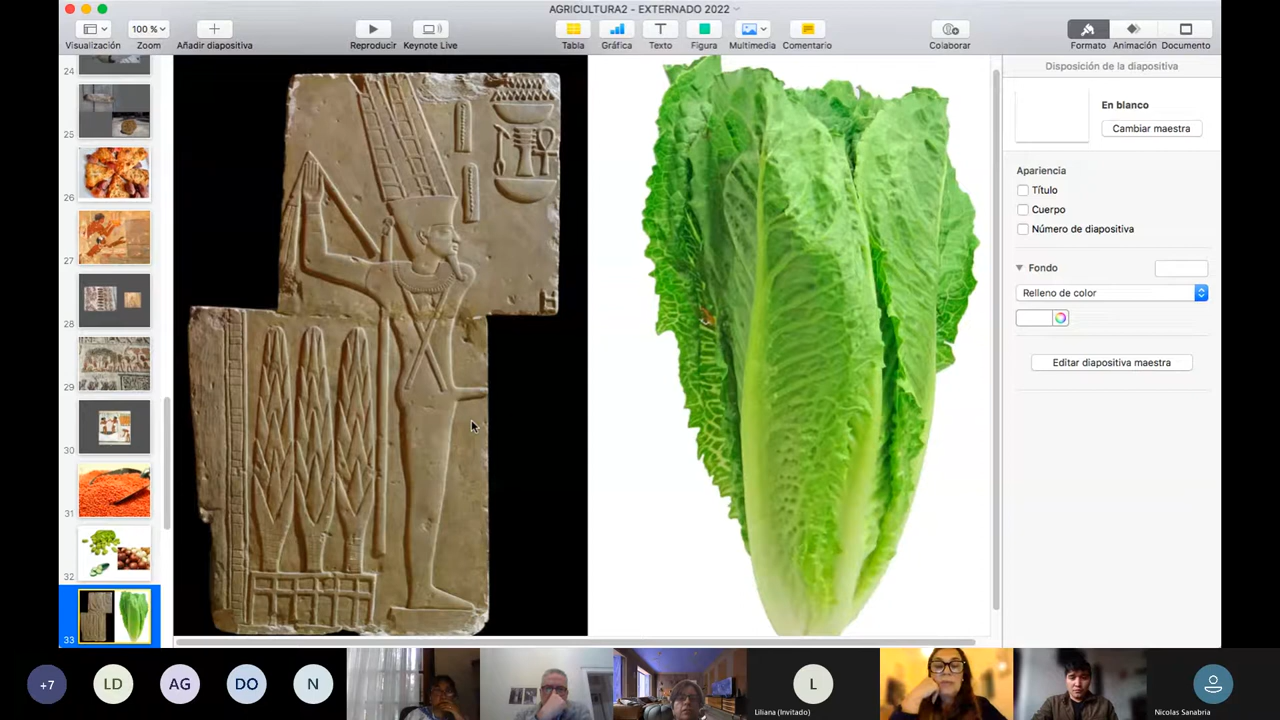 AGRICULTURA2 - EXTERNADO 2022
100 %
Visualización Zoom Añadir diapositiva Reproducir Keynote Live Tabla Gráfica Texto Figura Multimedia Comentario Colaborar Formato Animación Documento
Disposición de la diapositiva
En blanco
Cambiar maestra
Apariencia
Título
Cuerpo
Número de diapositiva
Fondo
Relleno de color
Editar diapositiva maestra
24
25
26
27
28
29
30
31
32
33
+7 LD AG DO N L
Liliana (Invitado)
Nicolas Sanabria